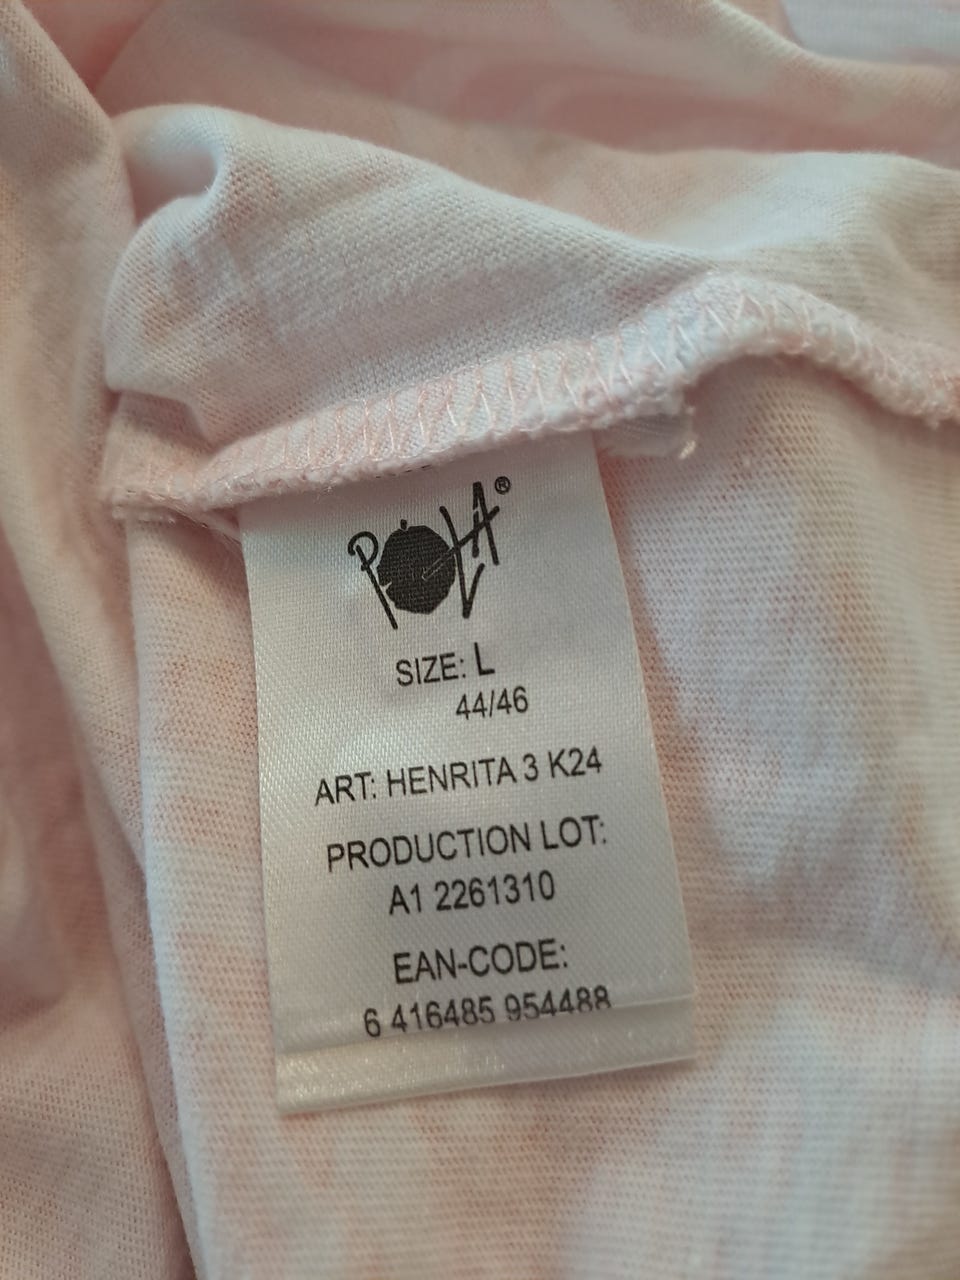 POLA®
SIZE: L
44/46
ART: HENRITA 3 K24
PRODUCTION LOT:
A1 2261310
EAN-CODE:
6 416485 954488